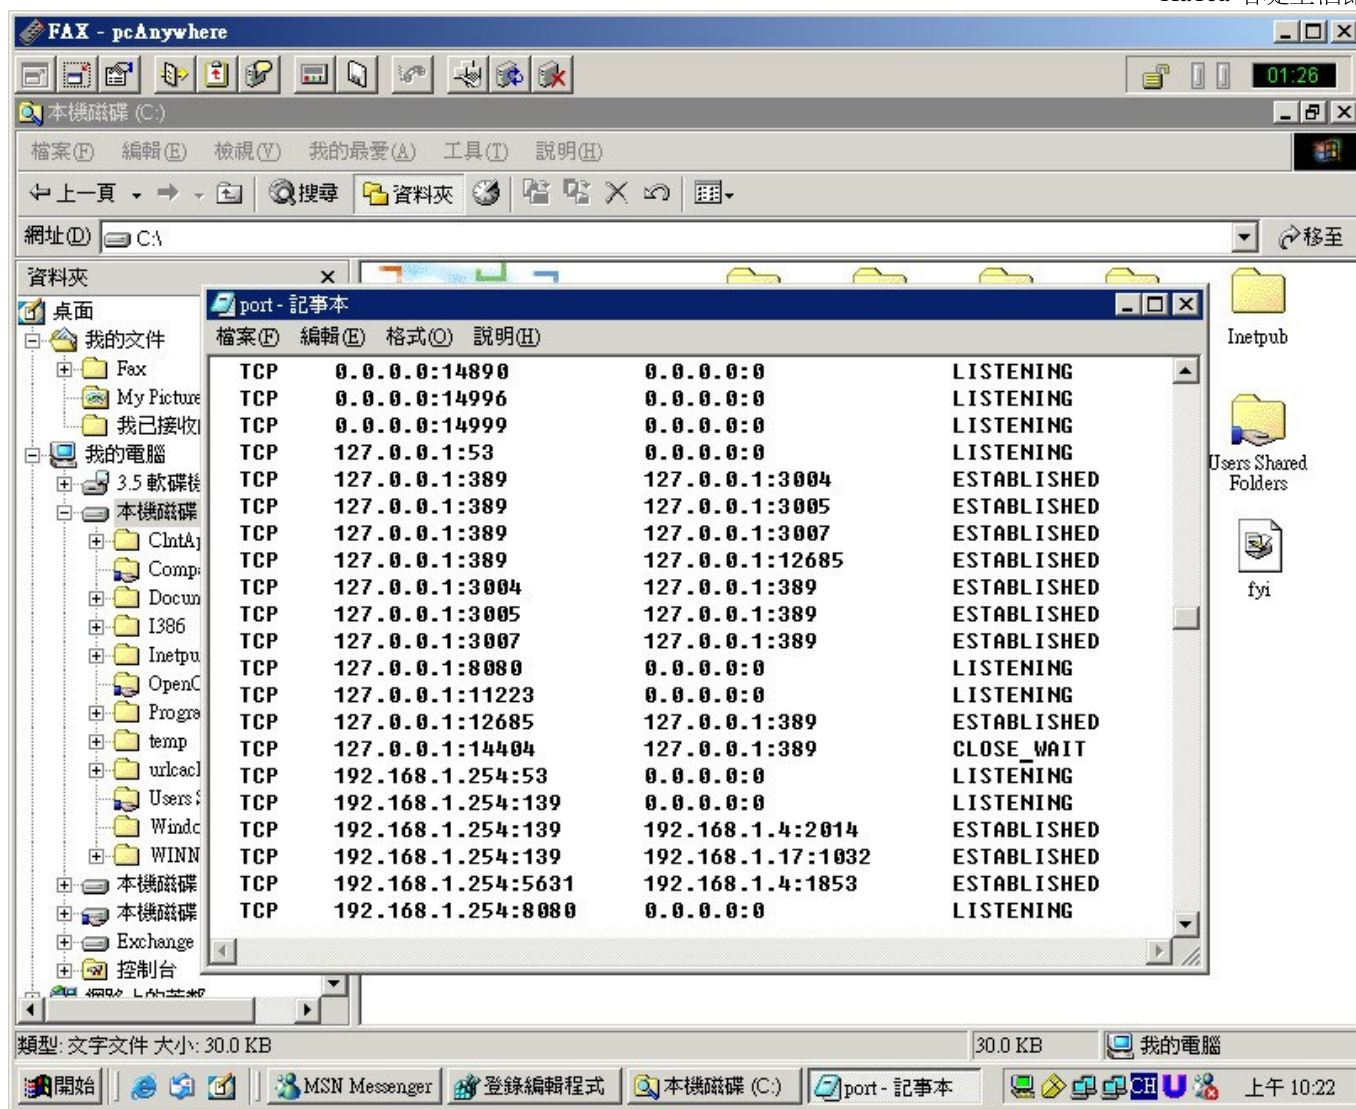 FAX - pcAnywhere
01:26
本機磁碟 (C:)
檔案(F) 編輯(E) 檢視(V) 我的最愛(A) 工具(T) 說明(H)
上一頁 搜尋 資料夾
網址(D) C:\ 移至
資料夾
桌面
我的文件
Fax
My Picture
我已接收
我的電腦
3.5 軟碟機
本機磁碟
ClntA
Comp
Docum
I386
Inetpu
OpenC
Progra
temp
urlcacl
Users S
Windo
WINN
本機磁碟
本機磁碟
Exchange
控制台
port - 記事本
檔案(F) 編輯(E) 格式(O) 說明(H)
TCP 0.0.0.0:14890 0.0.0.0:0 LISTENING
TCP 0.0.0.0:14996 0.0.0.0:0 LISTENING
TCP 0.0.0.0:14999 0.0.0.0:0 LISTENING
TCP 127.0.0.1:53 0.0.0.0:0 LISTENING
TCP 127.0.0.1:389 127.0.0.1:3004 ESTABLISHED
TCP 127.0.0.1:389 127.0.0.1:3005 ESTABLISHED
TCP 127.0.0.1:389 127.0.0.1:3007 ESTABLISHED
TCP 127.0.0.1:389 127.0.0.1:12685 ESTABLISHED
TCP 127.0.0.1:3004 127.0.0.1:389 ESTABLISHED
TCP 127.0.0.1:3005 127.0.0.1:389 ESTABLISHED
TCP 127.0.0.1:3007 127.0.0.1:389 ESTABLISHED
TCP 127.0.0.1:8080 0.0.0.0:0 LISTENING
TCP 127.0.0.1:11223 0.0.0.0:0 LISTENING
TCP 127.0.0.1:12685 127.0.0.1:389 ESTABLISHED
TCP 127.0.0.1:14404 127.0.0.1:389 CLOSE_WAIT
TCP 192.168.1.254:53 0.0.0.0:0 LISTENING
TCP 192.168.1.254:139 0.0.0.0:0 LISTENING
TCP 192.168.1.254:139 192.168.1.4:2014 ESTABLISHED
TCP 192.168.1.254:139 192.168.1.17:1032 ESTABLISHED
TCP 192.168.1.254:5631 192.168.1.4:1853 ESTABLISHED
TCP 192.168.1.254:8080 0.0.0.0:0 LISTENING
Inetpub
Users Shared
Folders
fyi
類型: 文字文件 大小: 30.0 KB 30.0 KB 我的電腦
開始 MSN Messenger 登錄編輯程式 本機磁碟 (C:) port - 記事本 CH 上午 10:22